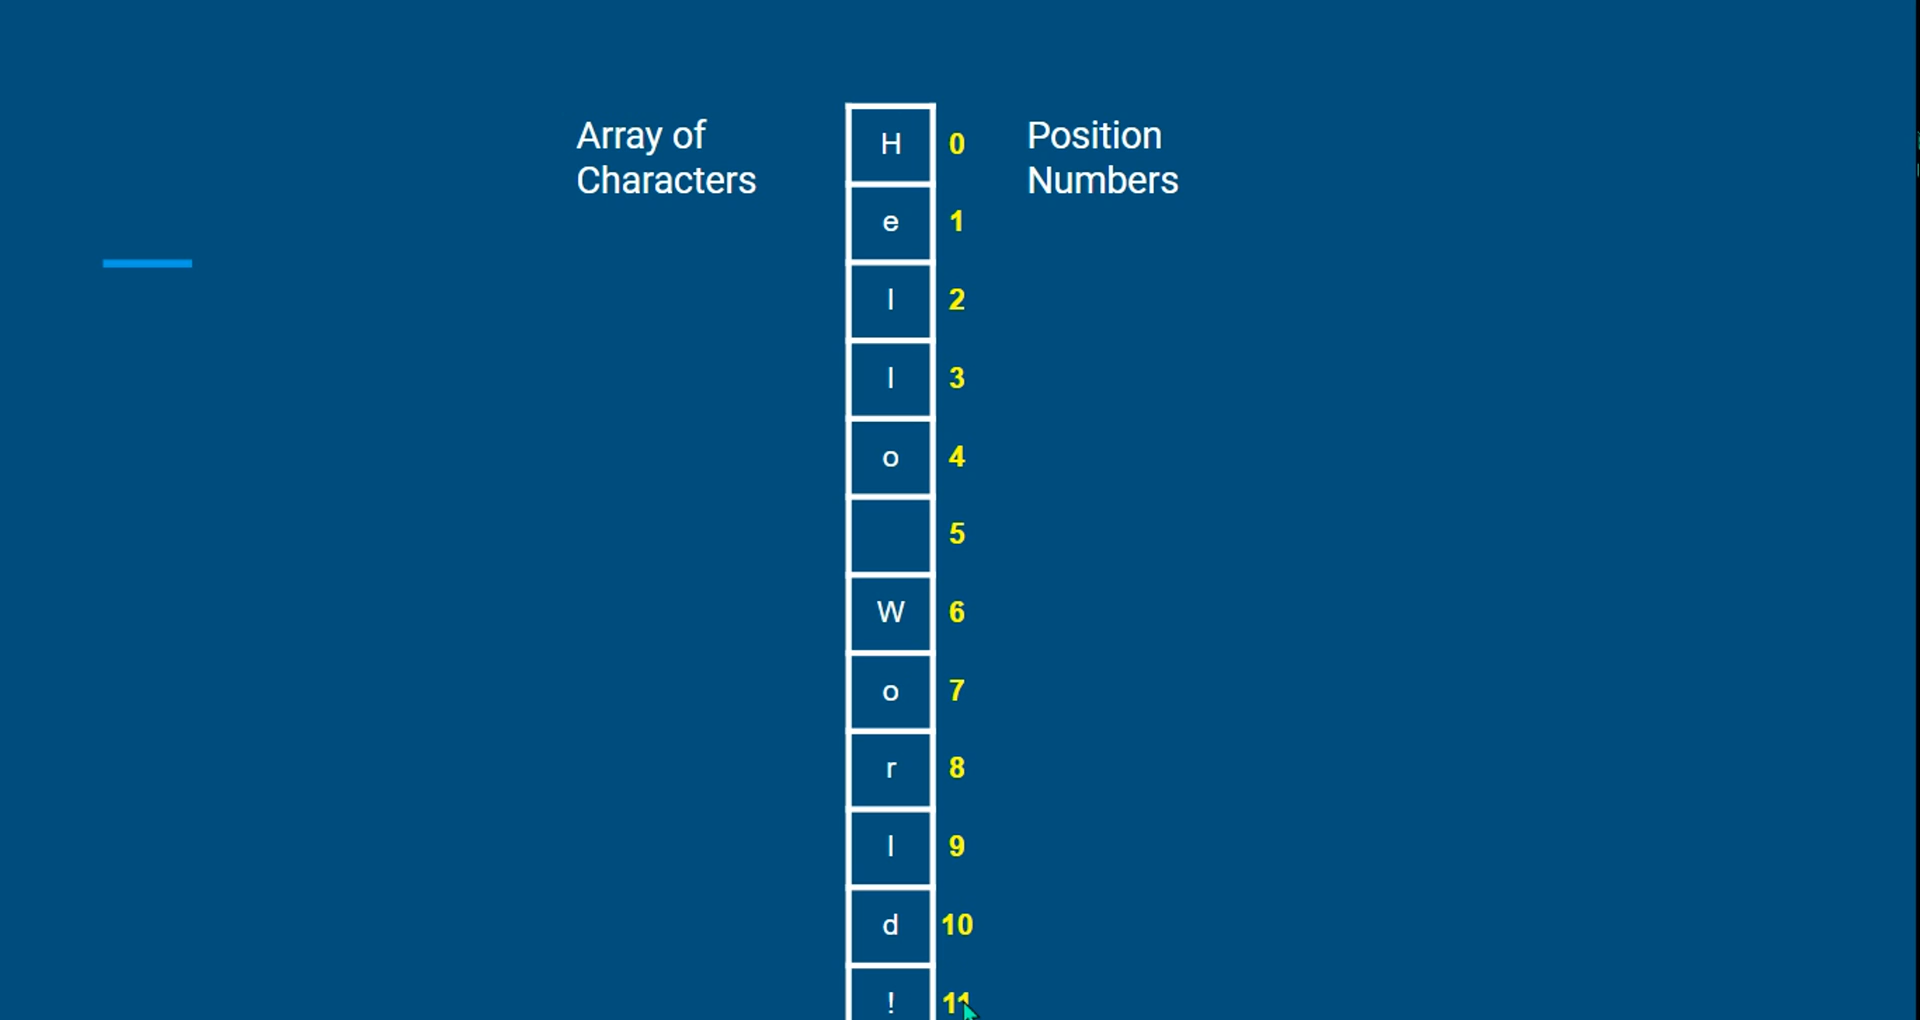 Array of
Characters
Position
Numbers
H 0
e 1
l 2
l 3
o 4
5
W 6
o 7
r 8
l 9
d 10
! 11